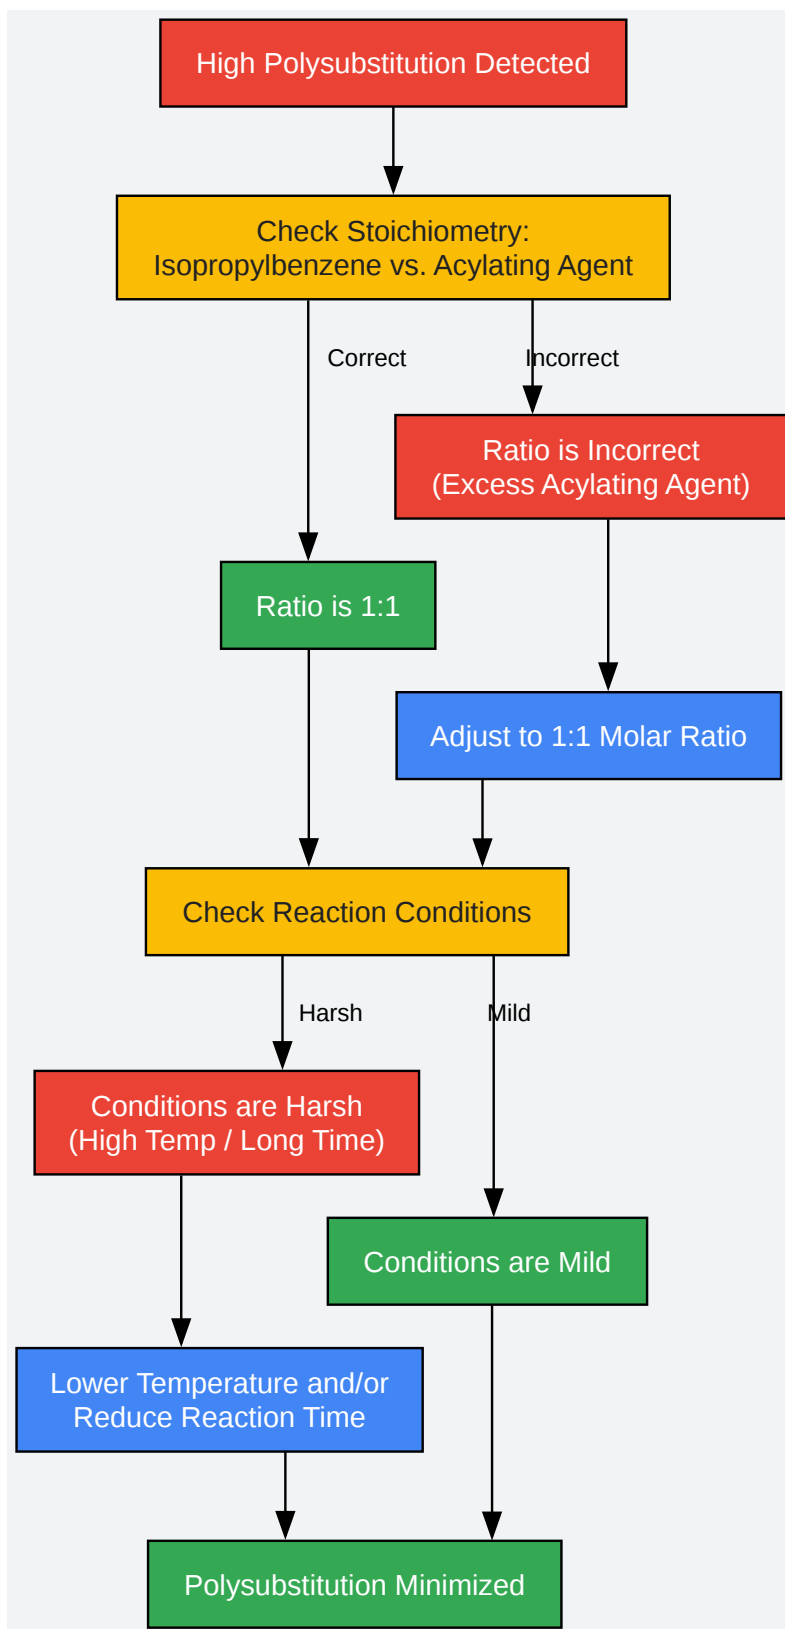 High Polysubstitution Detected
Check Stoichiometry:
Isopropylbenzene vs. Acylating Agent
Correct
Incorrect
Ratio is Incorrect
(Excess Acylating Agent)
Ratio is 1:1
Adjust to 1:1 Molar Ratio
Check Reaction Conditions
Harsh
Mild
Conditions are Harsh
(High Temp / Long Time)
Conditions are Mild
Lower Temperature and/or
Reduce Reaction Time
Polysubstitution Minimized